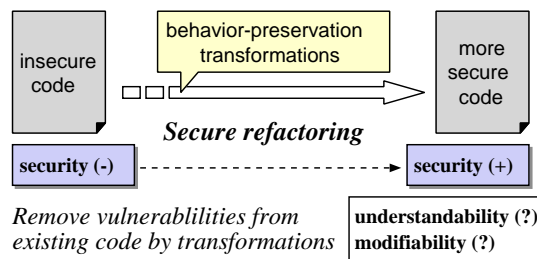 behavior-preservation
transformations
insecure
code
more
secure
code
Secure refactoring
security (-)
security (+)
Remove vulnerablilities from
existing code by transformations
understandability (?)
modifiability (?)